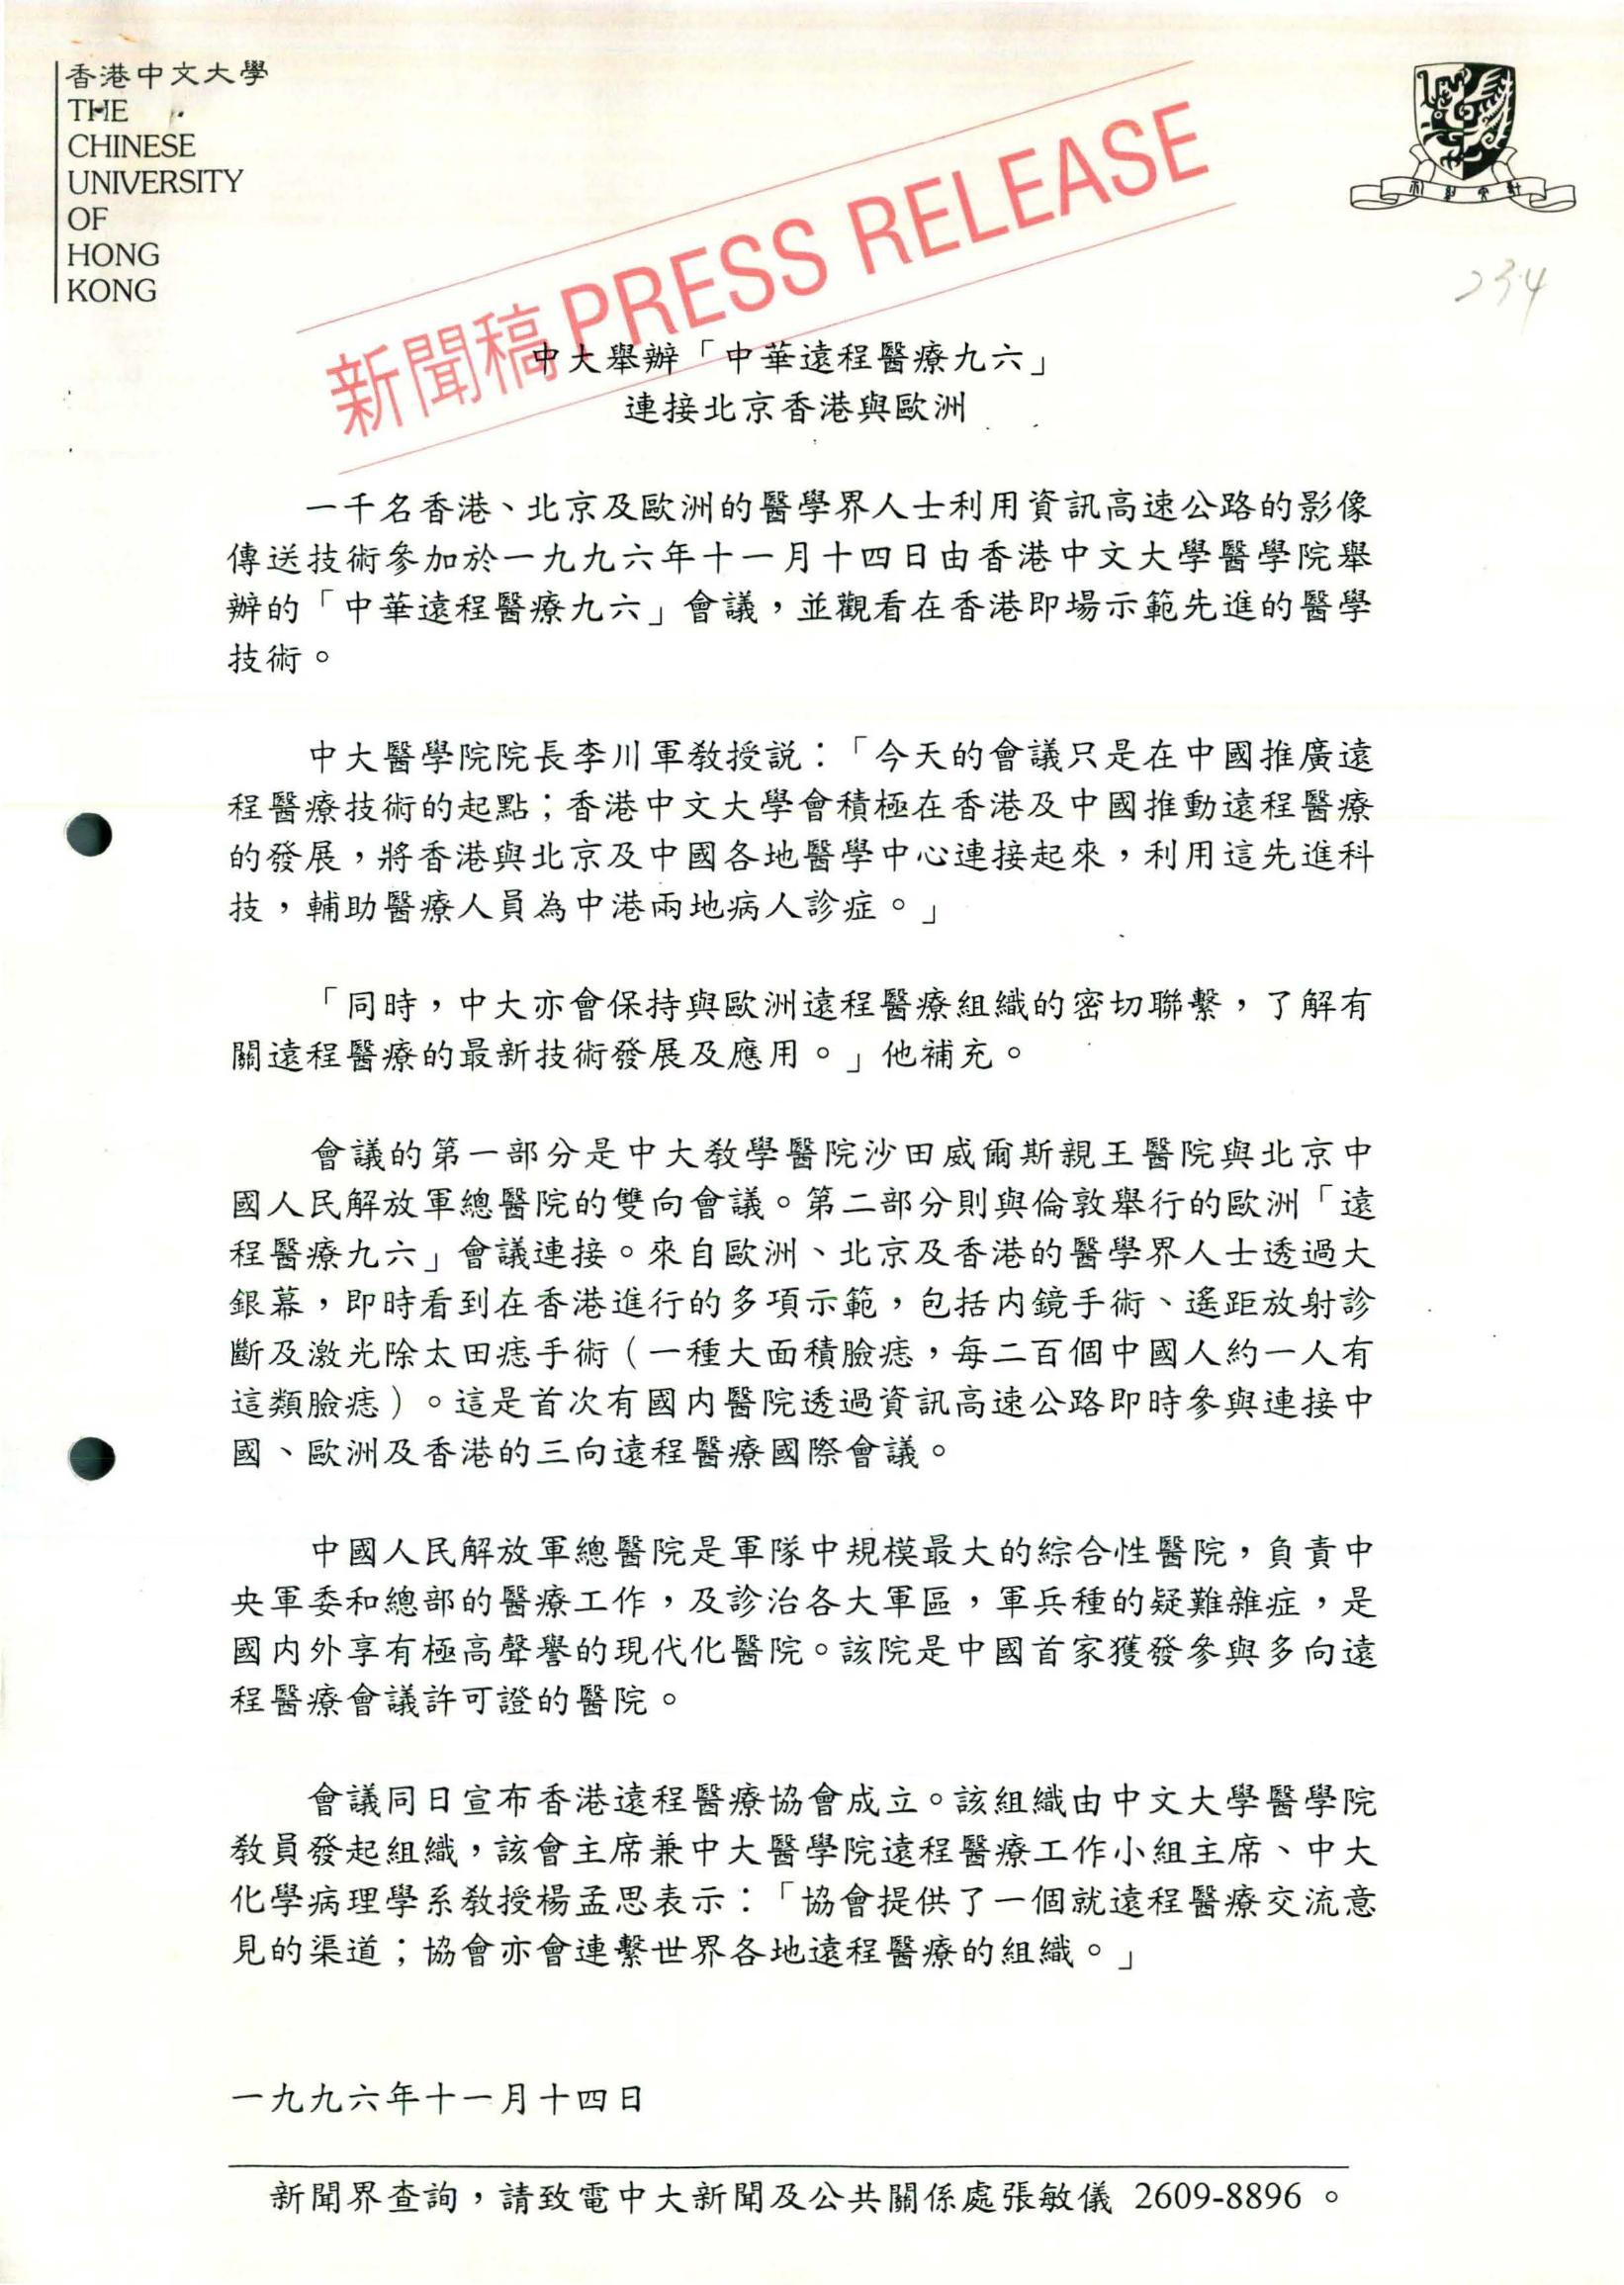 香港中文大學
THE
CHINESE
UNIVERSITY
OF
HONG
KONG
新聞稿 PRESS RELEASE
234
中大舉辦「中華遠程醫療九六」
連接北京香港與歐洲
一千名香港、北京及歐洲的醫學界人士利用資訊高速公路的影像
傳送技術參加於一九九六年十一月十四日由香港中文大學醫學院舉
辦的「中華遠程醫療九六」會議，並觀看在香港即場示範先進的醫學
技術。
中大醫學院院長李川軍教授說：「今天的會議只是在中國推廣遠
程醫療技術的起點；香港中文大學會積極在香港及中國推動遠程醫療
的發展，將香港與北京及中國各地醫學中心連接起來，利用這先進科
技，輔助醫療人員為中港兩地病人診症。」
「同時，中大亦會保持與歐洲遠程醫療組織的密切聯繫，了解有
關遠程醫療的最新技術發展及應用。」他補充。
會議的第一部分是中大教學醫院沙田威爾斯親王醫院與北京中
國人民解放軍總醫院的雙向會議。第二部分則與倫敦舉行的歐洲「遠
程醫療九六」會議連接。來自歐洲、北京及香港的醫學界人士透過大
銀幕，即時看到在香港進行的多項示範，包括內鏡手術、遙距放射診
斷及激光除太田痣手術（一種大面積臉痣，每二百個中國人約一人有
這類臉痣）。這是首次有國內醫院透過資訊高速公路即時參與連接中
國、歐洲及香港的三向遠程醫療國際會議。
中國人民解放軍總醫院是軍隊中規模最大的綜合性醫院，負責中
央軍委和總部的醫療工作，及診治各大軍區，軍兵種的疑難雜症，是
國內外享有極高聲譽的現代化醫院。該院是中國首家獲發參與多向遠
程醫療會議許可證的醫院。
會議同日宣布香港遠程醫療協會成立。該組織由中文大學醫學院
教員發起組織，該會主席兼中大醫學院遠程醫療工作小組主席、中大
化學病理學系教授楊孟思表示：「協會提供了一個就遠程醫療交流意
見的渠道；協會亦會連繫世界各地遠程醫療的組織。」
一九九六年十一月十四日
新聞界查詢，請致電中大新聞及公共關係處張敏儀 2609-8896 。